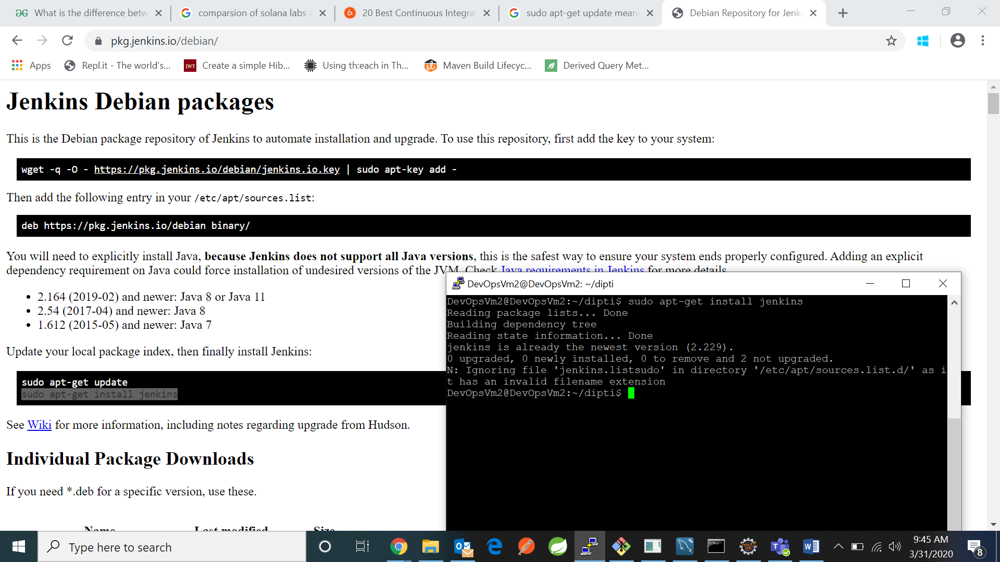 What is the difference betw
comparsion of solana labs a
20 Best Continuous Integrat
sudo apt-get update meani
Debian Repository for Jenki
pkg.jenkins.io/debian/
Apps
Repl.it - The world's...
JWT
Create a simple Hib...
Using th:each in Th...
Maven Build Lifecyc...
Derived Query Met...
Jenkins Debian packages
This is the Debian package repository of Jenkins to automate installation and upgrade. To use this repository, first add the key to your system:
wget -q -O - https://pkg.jenkins.io/debian/jenkins.io.key | sudo apt-key add -
Then add the following entry in your /etc/apt/sources.list:
deb https://pkg.jenkins.io/debian binary/
You will need to explicitly install Java, because Jenkins does not support all Java versions, this is the safest way to ensure your system ends properly configured. Adding an explicit
dependency requirement on Java could force installation of undesired versions of the JVM. Check Java requirements in Jenkins for more details.
• 2.164 (2019-02) and newer: Java 8 or Java 11
• 2.54 (2017-04) and newer: Java 8
• 1.612 (2015-05) and newer: Java 7
Update your local package index, then finally install Jenkins:
sudo apt-get update
sudo apt-get install jenkins
See Wiki for more information, including notes regarding upgrade from Hudson.
Individual Package Downloads
If you need *.deb for a specific version, use these.
Name Last modified Size
DevOpsVm2@DevOpsVm2: ~/dipti
DevOpsVm2@DevOpsVm2:~/dipti$ sudo apt-get install jenkins
Reading package lists... Done
Building dependency tree
Reading state information... Done
jenkins is already the newest version (2.229).
0 upgraded, 0 newly installed, 0 to remove and 2 not upgraded.
N: Ignoring file 'jenkins.listsudo' in directory '/etc/apt/sources.list.d/' as i
t has an invalid filename extension
DevOpsVm2@DevOpsVm2:~/dipti$
Type here to search
9:45 AM
3/31/2020
8